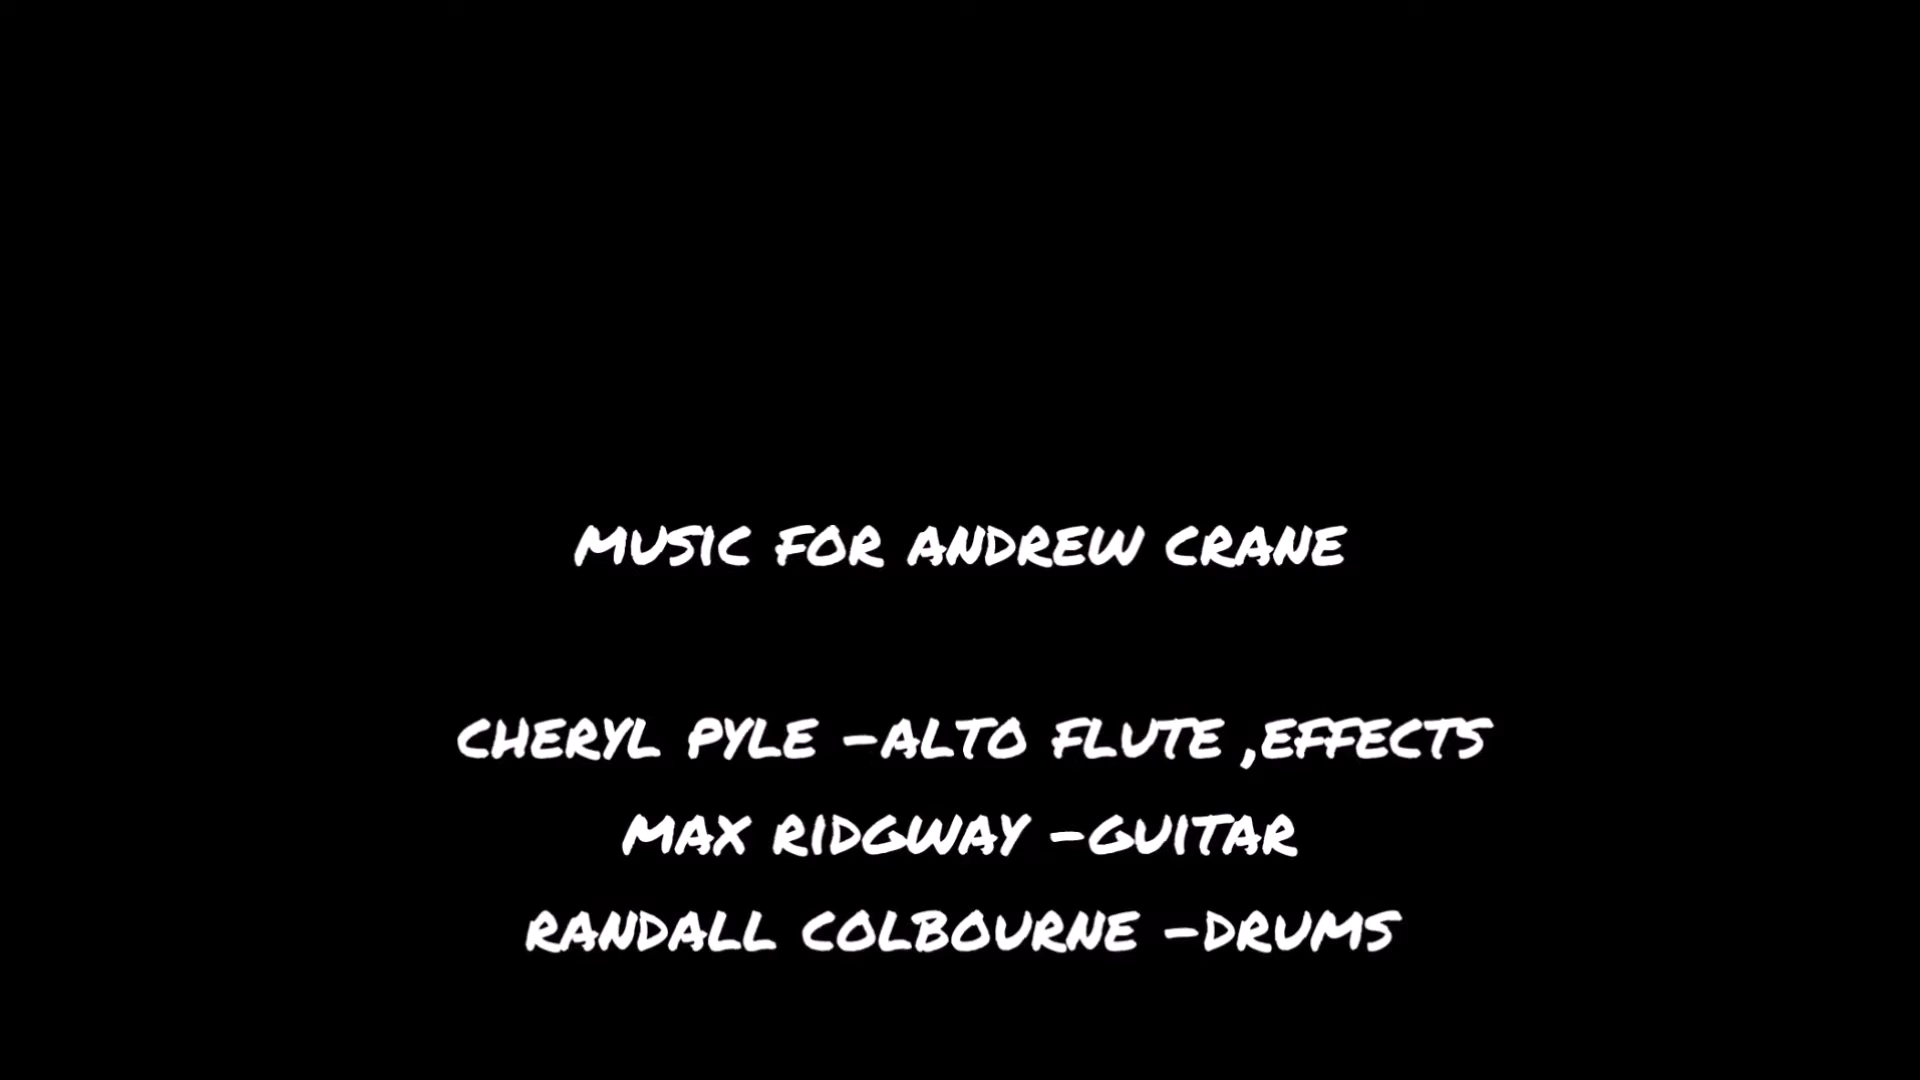 MUSIC FOR ANDREW CRANE
CHERYL PYLE -ALTO FLUTE ,EFFECTS
MAX RIDGWAY -GUITAR
RANDALL COLBOURNE -DRUMS